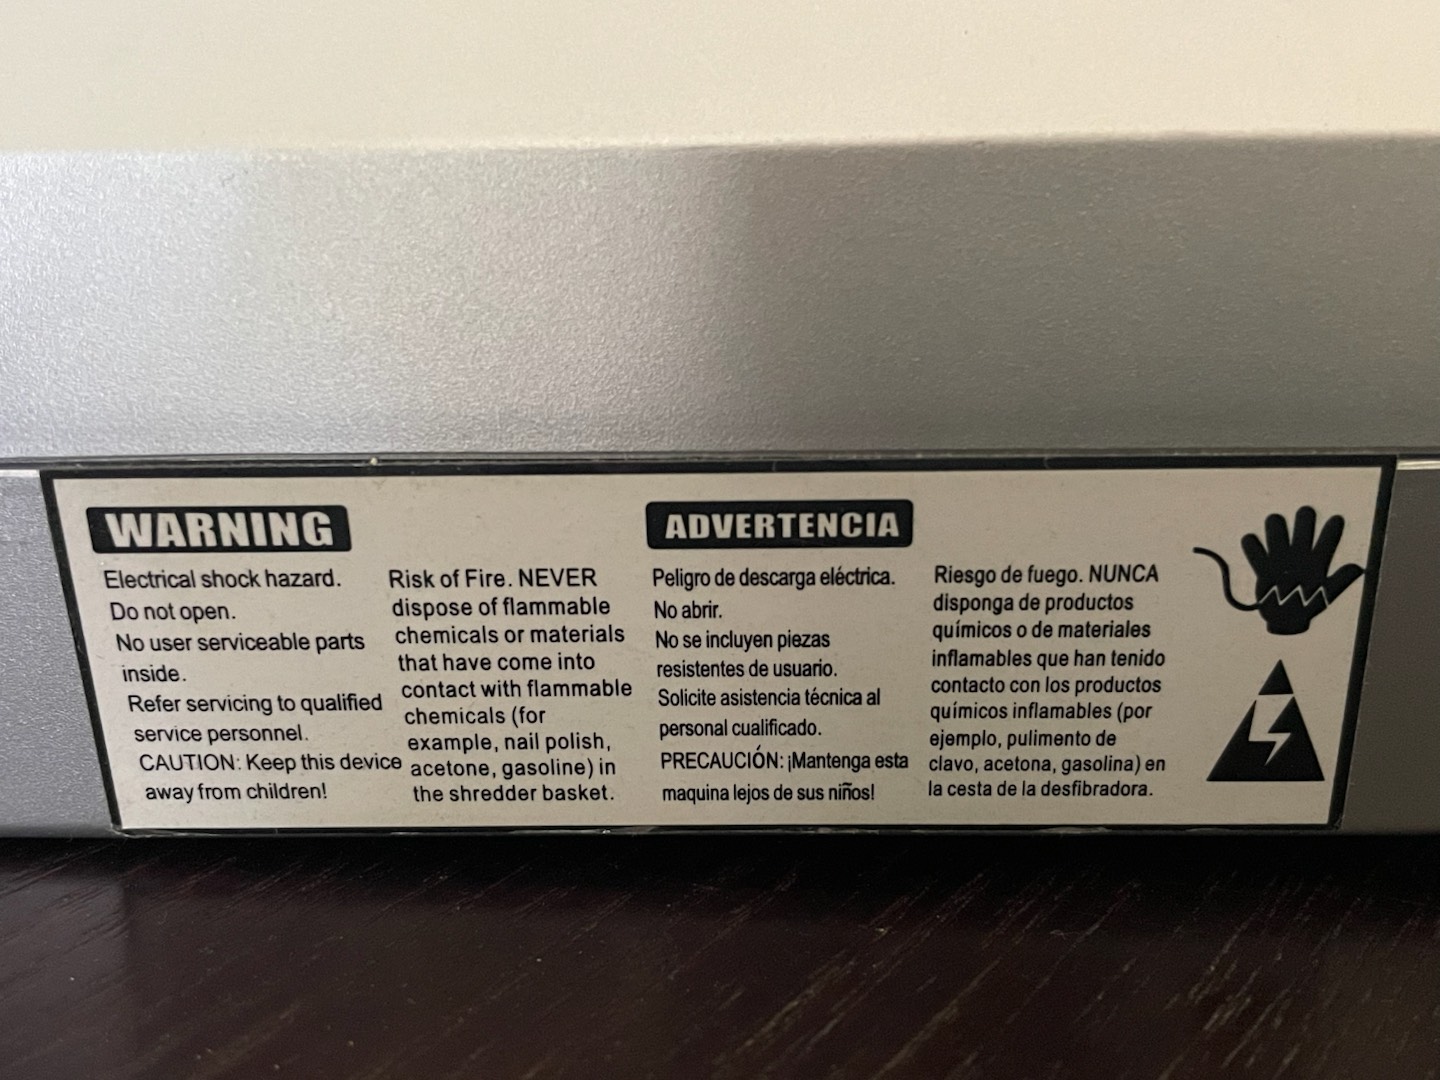 WARNING
Electrical shock hazard.
Do not open.
No user serviceable parts
inside.
Refer servicing to qualified
service personnel.
CAUTION: Keep this device
away from children!
Risk of Fire. NEVER
dispose of flammable
chemicals or materials
that have come into
contact with flammable
chemicals (for
example, nail polish,
acetone, gasoline) in
the shredder basket.
ADVERTENCIA
Peligro de descarga eléctrica.
No abrir.
No se incluyen piezas
resistentes de usuario.
Solicite asistencia técnica al
personal cualificado.
PRECAUCIÓN: ¡Mantenga esta
maquina lejos de sus niños!
Riesgo de fuego. NUNCA
disponga de productos
químicos o de materiales
inflamables que han tenido
contacto con los productos
químicos inflamables (por
ejemplo, pulimento de
clavo, acetona, gasolina) en
la cesta de la desfibradora.